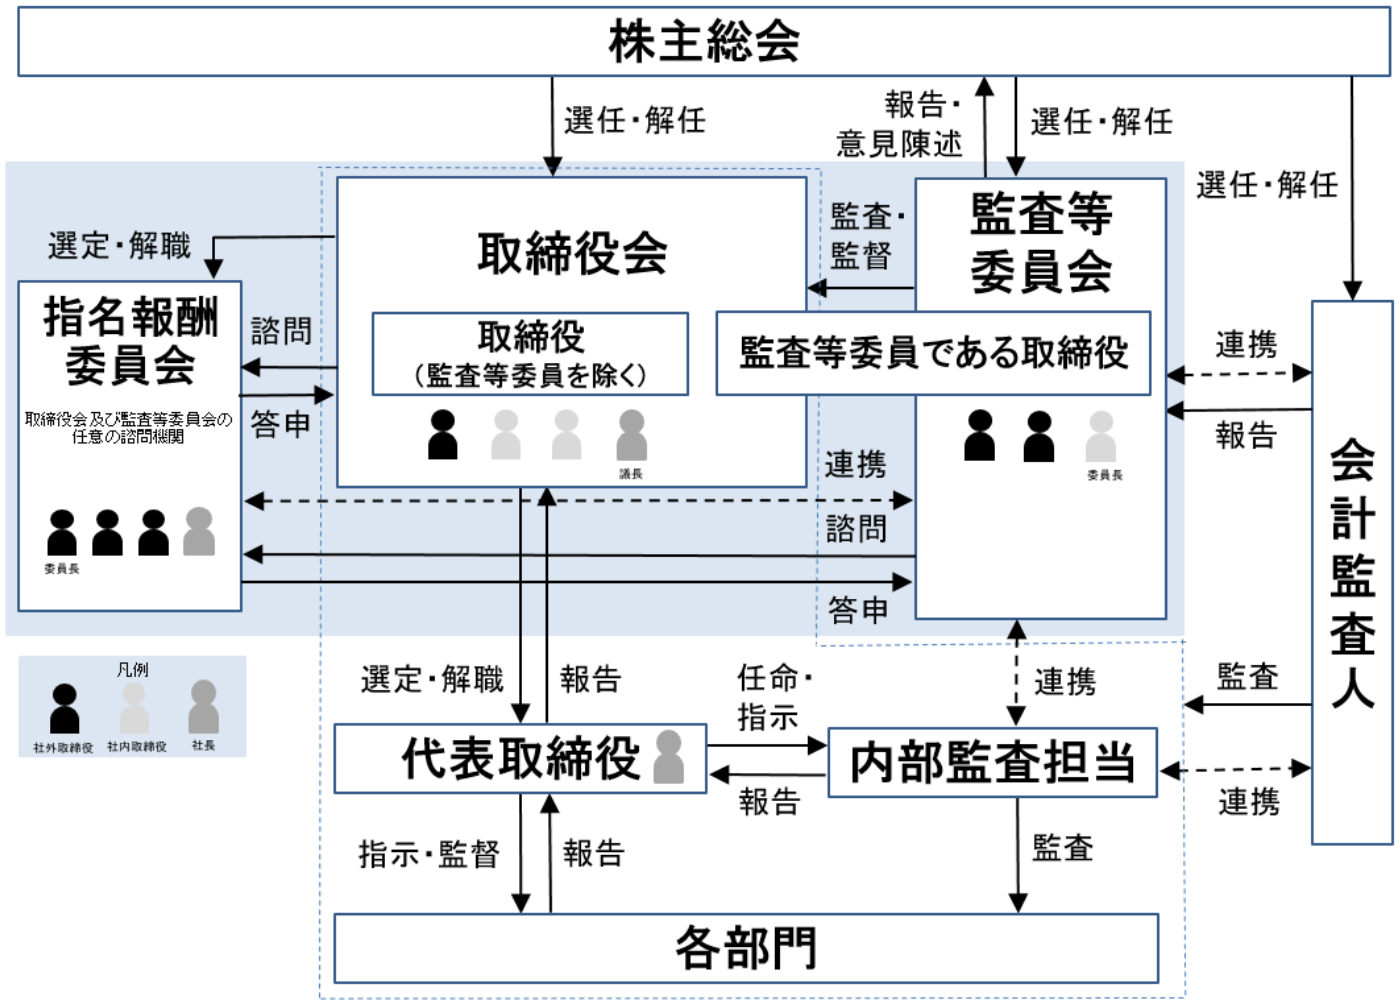 株主総会
選任・解任
報告・
意見陳述
選任・解任
選任・解任
取締役会
監査・
監督
監査等
委員会
選定・解職
指名報酬
委員会
取締役会及び監査等委員会の
任意の諮問機関
委員長
諮問
答申
取締役
（監査等委員を除く）
議長
監査等委員である取締役
委員長
連携
報告
連携
諮問
答申
会計監査人
凡例
社外取締役
社内取締役
社長
選定・解職
報告
任命・
指示
連携
監査
代表取締役
報告
内部監査担当
連携
指示・監督
報告
監査
各部門